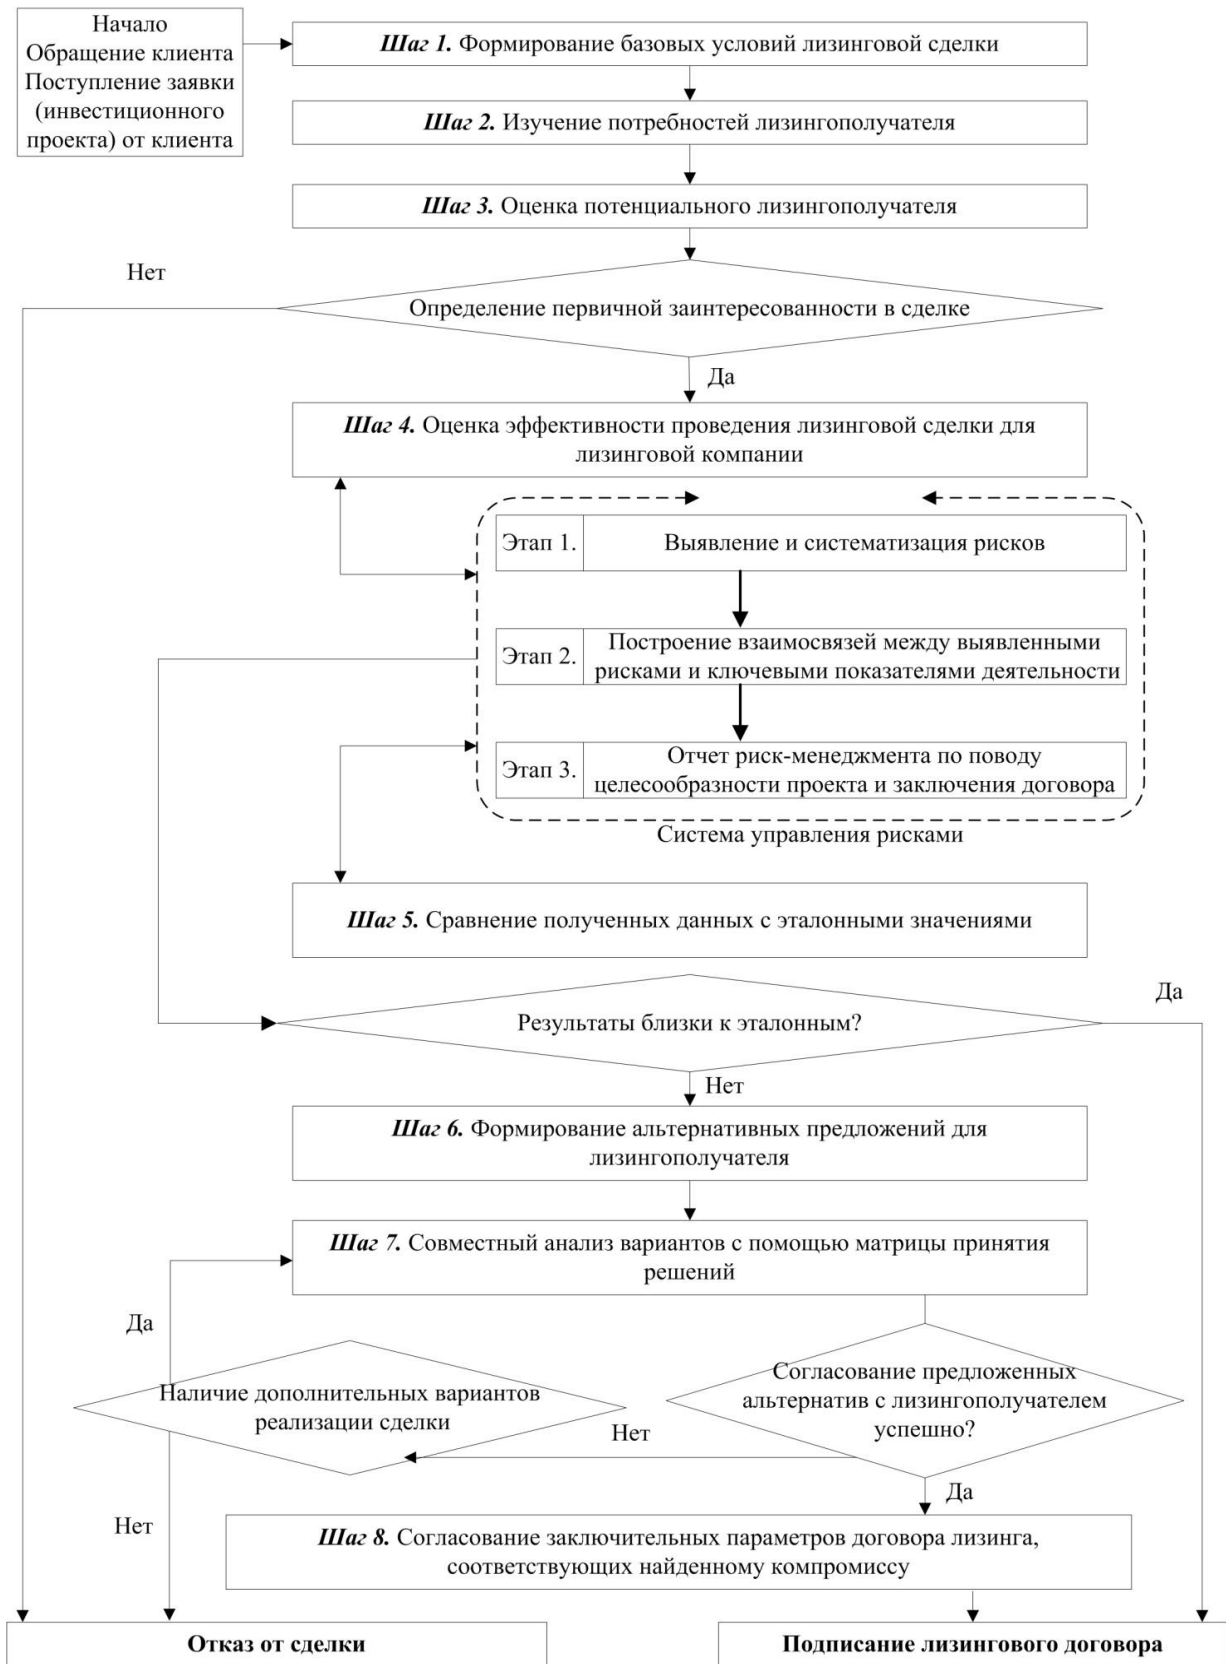 Начало
Обращение клиента
Поступление заявки
(инвестиционного
проекта) от клиента
Шаг 1. Формирование базовых условий лизинговой сделки
Шаг 2. Изучение потребностей лизингополучателя
Шаг 3. Оценка потенциального лизингополучателя
Нет
Определение первичной заинтересованности в сделке
Да
Шаг 4. Оценка эффективности проведения лизинговой сделки для
лизинговой компании
Этап 1.
Выявление и систематизация рисков
Этап 2.
Построение взаимосвязей между выявленными
рисками и ключевыми показателями деятельности
Этап 3.
Отчет риск-менеджмента по поводу
целесообразности проекта и заключения договора
Система управления рисками
Шаг 5. Сравнение полученных данных с эталонными значениями
Да
Результаты близки к эталонным?
Нет
Шаг 6. Формирование альтернативных предложений для
лизингополучателя
Шаг 7. Совместный анализ вариантов с помощью матрицы принятия
решений
Да
Наличие дополнительных вариантов
реализации сделки
Согласование предложенных
альтернатив с лизингополучателем
успешно?
Нет
Да
Нет
Шаг 8. Согласование заключительных параметров договора лизинга,
соответствующих найденному компромиссу
Отказ от сделки
Подписание лизингового договора